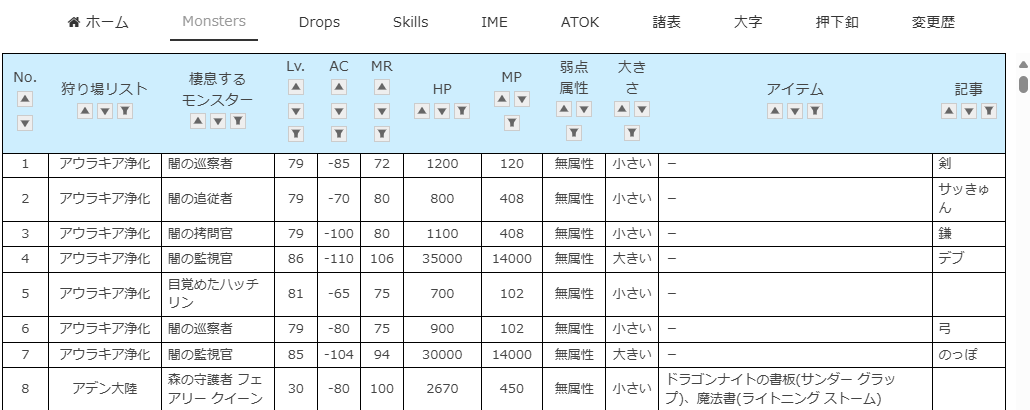 ホーム Monsters Drops Skills IME ATOK 諸表 大字 押下釦 変更歴
No. 狩り場リスト 棲息する Lv. AC MR HP MP 弱点 大き アイテム 記事
モンスター 属性 さ
1 アウラキア浄化 闇の巡察者 79 -85 72 1200 120 無属性 小さい － 剣
2 アウラキア浄化 闇の追従者 79 -70 80 800 408 無属性 小さい － サッきゅ
ん
3 アウラキア浄化 闇の拷問官 79 -100 80 1100 408 無属性 小さい － 鎌
4 アウラキア浄化 闇の監視官 86 -110 106 35000 14000 無属性 大きい － デブ
5 アウラキア浄化 目覚めたハッチ 81 -65 75 700 102 無属性 小さい －
リン
6 アウラキア浄化 闇の巡察者 79 -80 75 900 102 無属性 小さい － 弓
7 アウラキア浄化 闇の監視官 85 -104 94 30000 14000 無属性 大きい － のっぽ
8 アデン大陸 森の守護者 フェ 30 -80 100 2670 450 無属性 小さい ドラゴンナイトの書板(サンダー グラッ
アリー クイーン プ)、魔法書(ライトニング ストーム)